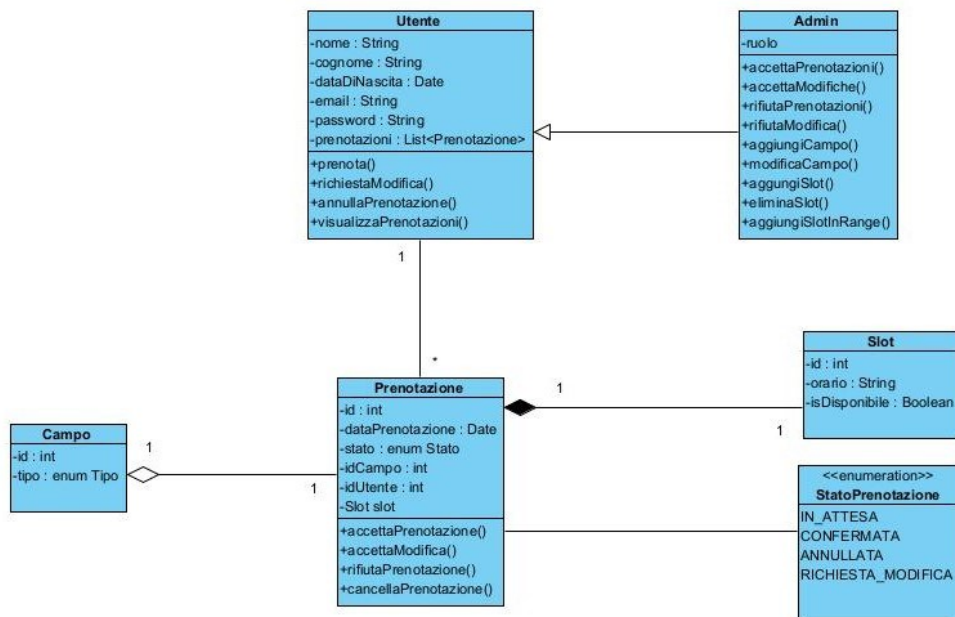 Utente
-nome : String
-cognome : String
-dataDiNascita : Date
-email : String
-password : String
-prenotazioni : List<Prenotazione>
+prenota()
+richiestaModifica()
+annullaPrenotazione()
+visualizzaPrenotazioni()
Admin
-ruolo
+accettaPrenotazioni()
+accettaModifiche()
+rifiutaPrenotazioni()
+rifiutaModifica()
+aggiungiCampo()
+modificaCampo()
+aggungiSlot()
+eliminaSlot()
+aggiungiSlotInRange()
1
*
Campo
-id : int
-tipo : enum Tipo
1
1
Prenotazione
-id : int
-dataPrenotazione : Date
-stato : enum Stato
-idCampo : int
-idUtente : int
-Slot slot
+accettaPrenotazione()
+accettaModifica()
+rifiutaPrenotazione()
+cancellaPrenotazione()
1
1
Slot
-id : int
-orario : String
-isDisponibile : Boolean
<<enumeration>>
StatoPrenotazione
IN_ATTESA
CONFERMATA
ANNULLATA
RICHIESTA_MODIFICA